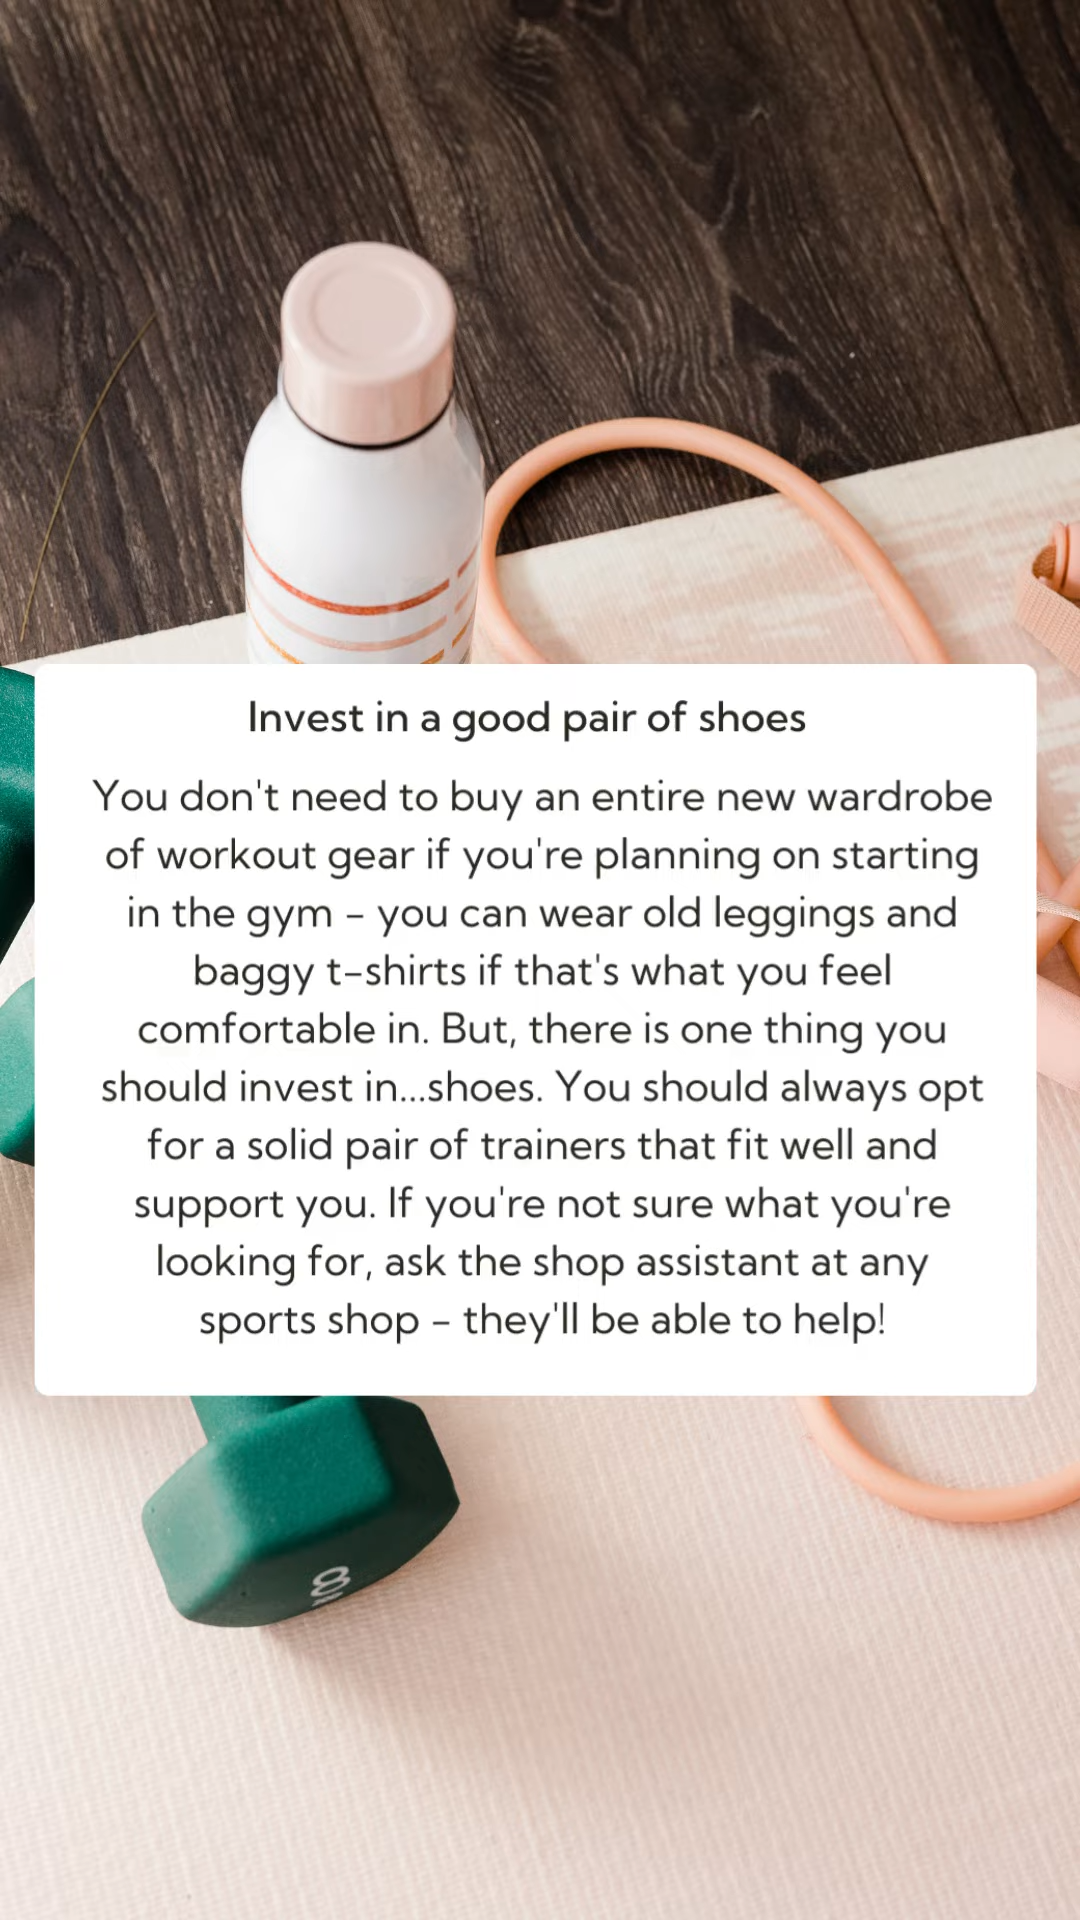 Invest in a good pair of shoes
You don't need to buy an entire new wardrobe
of workout gear if you're planning on starting
in the gym - you can wear old leggings and
baggy t-shirts if that's what you feel
comfortable in. But, there is one thing you
should invest in...shoes. You should always opt
for a solid pair of trainers that fit well and
support you. If you're not sure what you're
looking for, ask the shop assistant at any
sports shop - they'll be able to help!
8